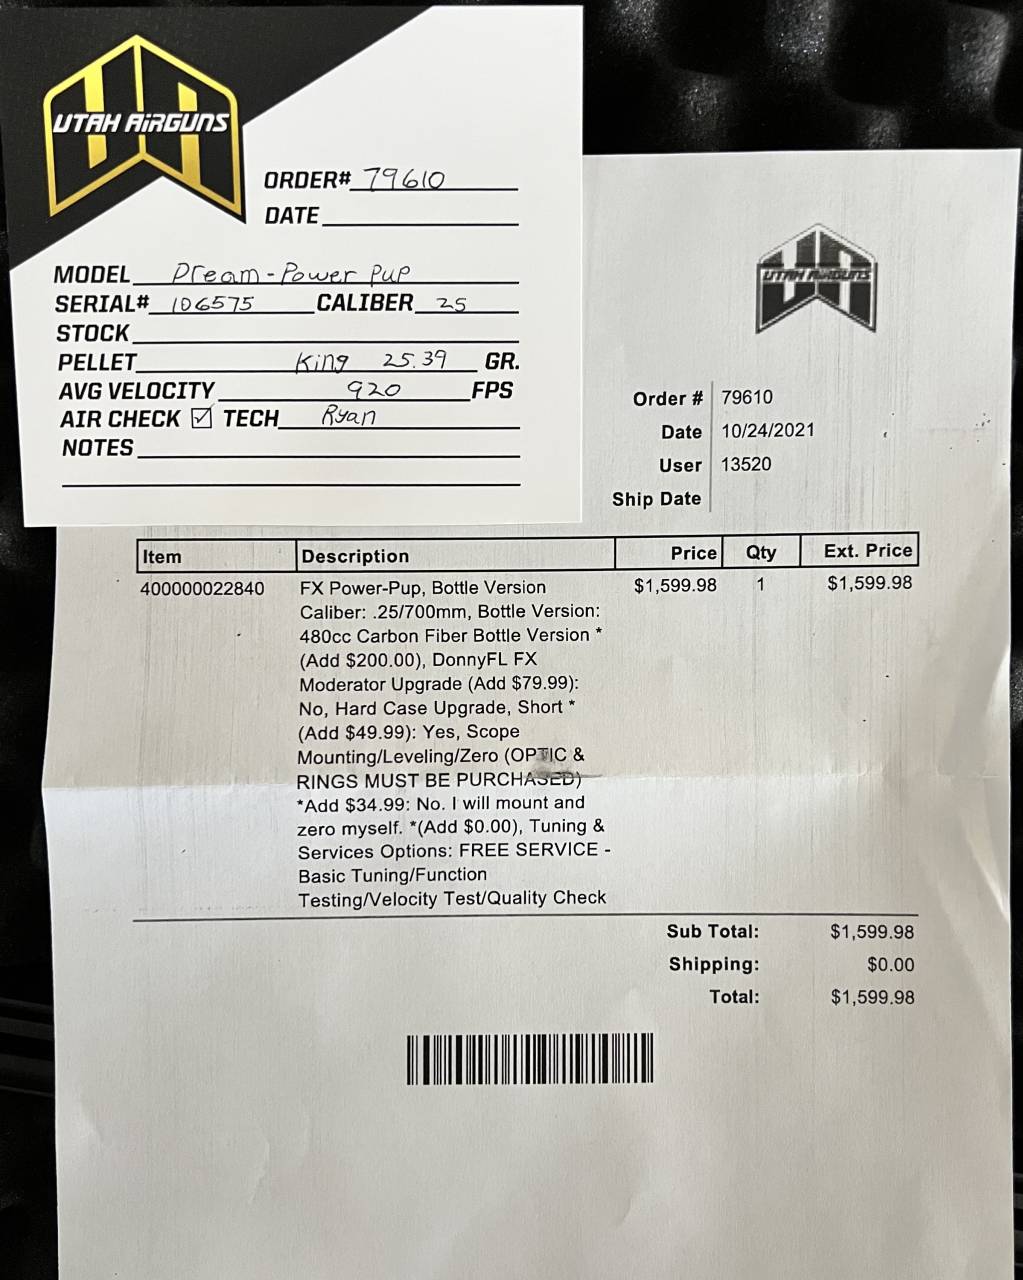 UTAH AiRGUNS
ORDER# 79610
DATE
MODEL Dream-Power Pup
SERIAL# 106575 CALIBER 25
STOCK
PELLET King 25.39 GR.
AVG VELOCITY 920 FPS
AIR CHECK ☑ TECH Ryan
NOTES
UTAH AiRGUNS
Order # 79610
Date 10/24/2021
User 13520
Ship Date
Item Description Price Qty Ext. Price
400000022840 FX Power-Pup, Bottle Version $1,599.98 1 $1,599.98
Caliber: .25/700mm, Bottle Version:
480cc Carbon Fiber Bottle Version *
(Add $200.00), DonnyFL FX
Moderator Upgrade (Add $79.99):
No, Hard Case Upgrade, Short *
(Add $49.99): Yes, Scope
Mounting/Leveling/Zero (OPTIC &
RINGS MUST BE PURCHASED)
*Add $34.99: No. I will mount and
zero myself. *(Add $0.00), Tuning &
Services Options: FREE SERVICE -
Basic Tuning/Function
Testing/Velocity Test/Quality Check
Sub Total: $1,599.98
Shipping: $0.00
Total: $1,599.98